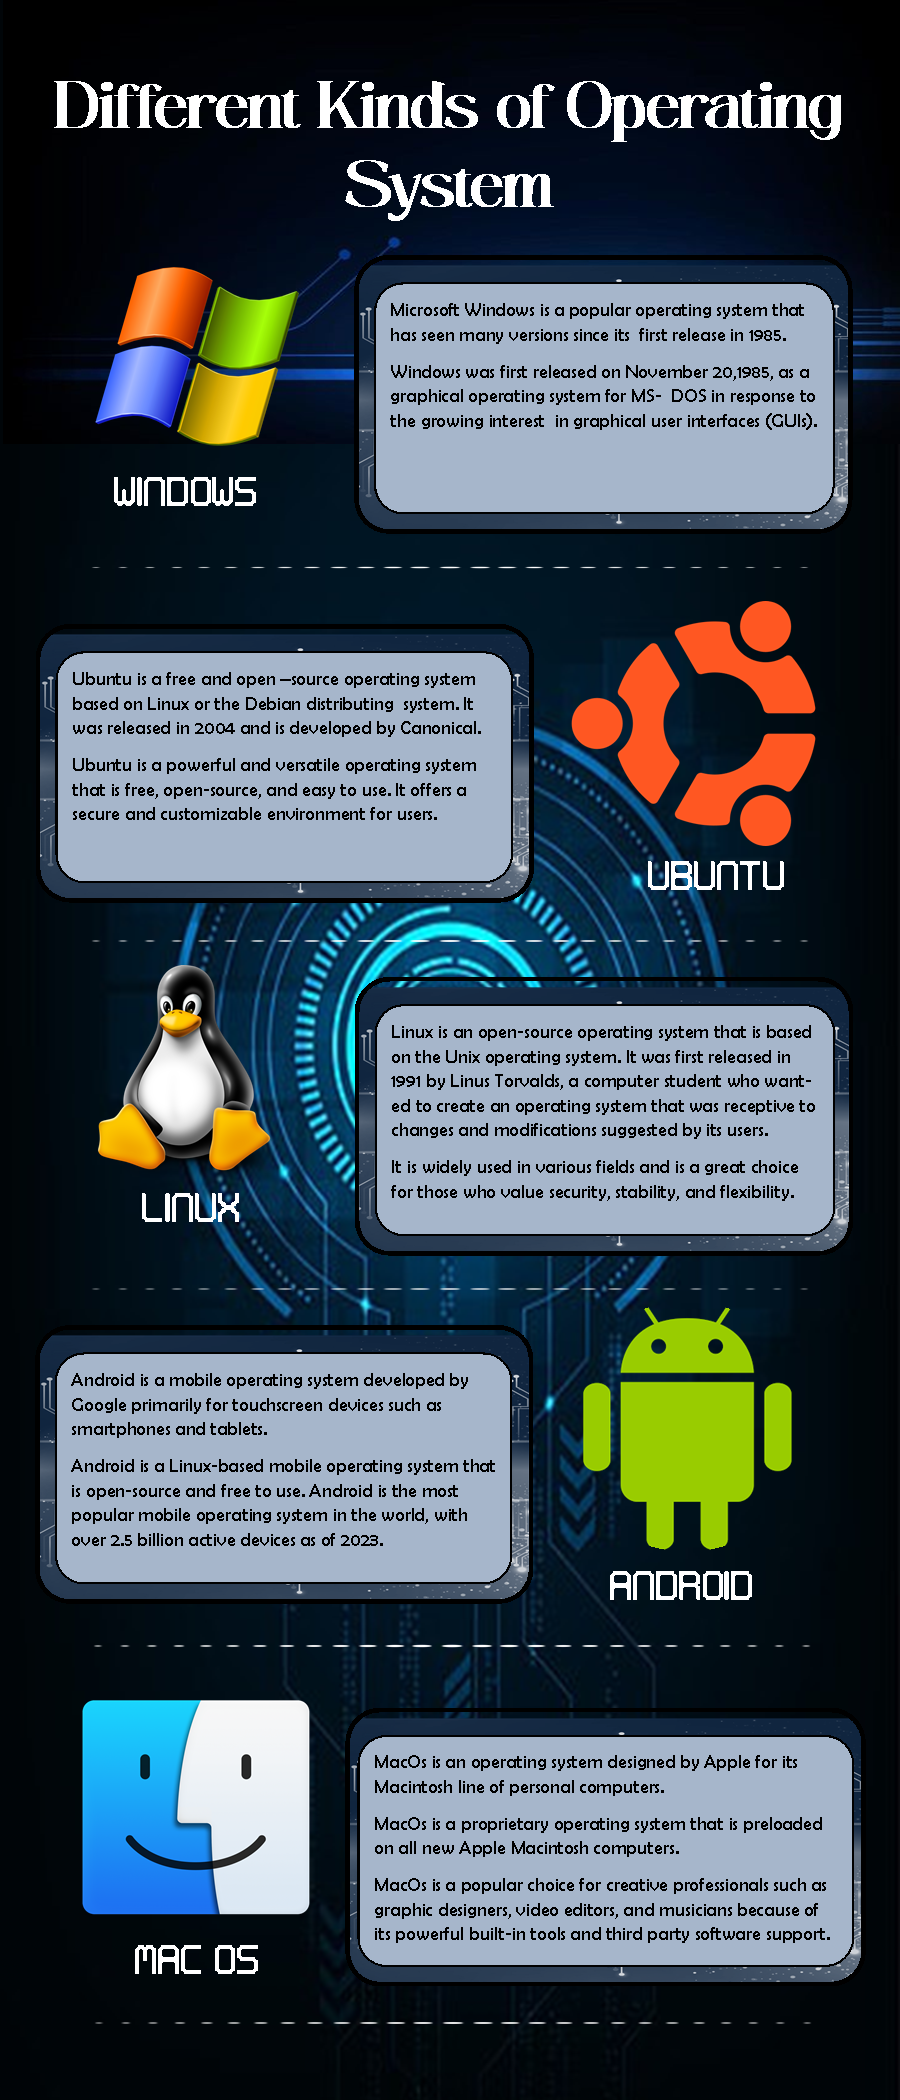 Different Kinds of Operating
System
Microsoft Windows is a popular operating system that
has seen many versions since its first release in 1985.
Windows was first released on November 20,1985, as a
graphical operating system for MS- DOS in response to
the growing interest in graphical user interfaces (GUIs).
WINDOWS
Ubuntu is a free and open –source operating system
based on Linux or the Debian distributing system. It
was released in 2004 and is developed by Canonical.
Ubuntu is a powerful and versatile operating system
that is free, open-source, and easy to use. It offers a
secure and customizable environment for users.
UBUNTU
Linux is an open-source operating system that is based
on the Unix operating system. It was first released in
1991 by Linus Torvalds, a computer student who want-
ed to create an operating system that was receptive to
changes and modifications suggested by its users.
It is widely used in various fields and is a great choice
for those who value security, stability, and flexibility.
LINUX
Android is a mobile operating system developed by
Google primarily for touchscreen devices such as
smartphones and tablets.
Android is a Linux-based mobile operating system that
is open-source and free to use. Android is the most
popular mobile operating system in the world, with
over 2.5 billion active devices as of 2023.
ANDROID
MacOs is an operating system designed by Apple for its
Macintosh line of personal computers.
MacOs is a proprietary operating system that is preloaded
on all new Apple Macintosh computers.
MacOs is a popular choice for creative professionals such as
graphic designers, video editors, and musicians because of
its powerful built-in tools and third party software support.
MAC OS